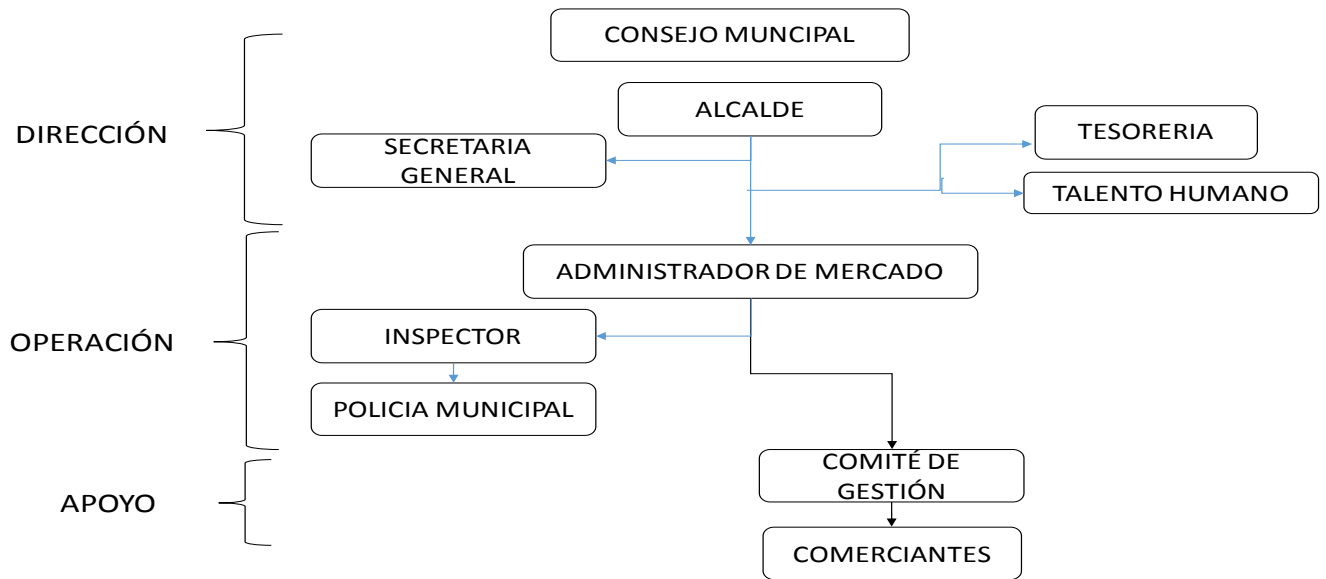 CONSEJO MUNCIPAL
ALCALDE
DIRECCIÓN
TESORERIA
SECRETARIA
GENERAL
TALENTO HUMANO
ADMINISTRADOR DE MERCADO
OPERACIÓN
INSPECTOR
POLICIA MUNICIPAL
COMITÉ DE
GESTIÓN
APOYO
COMERCIANTES